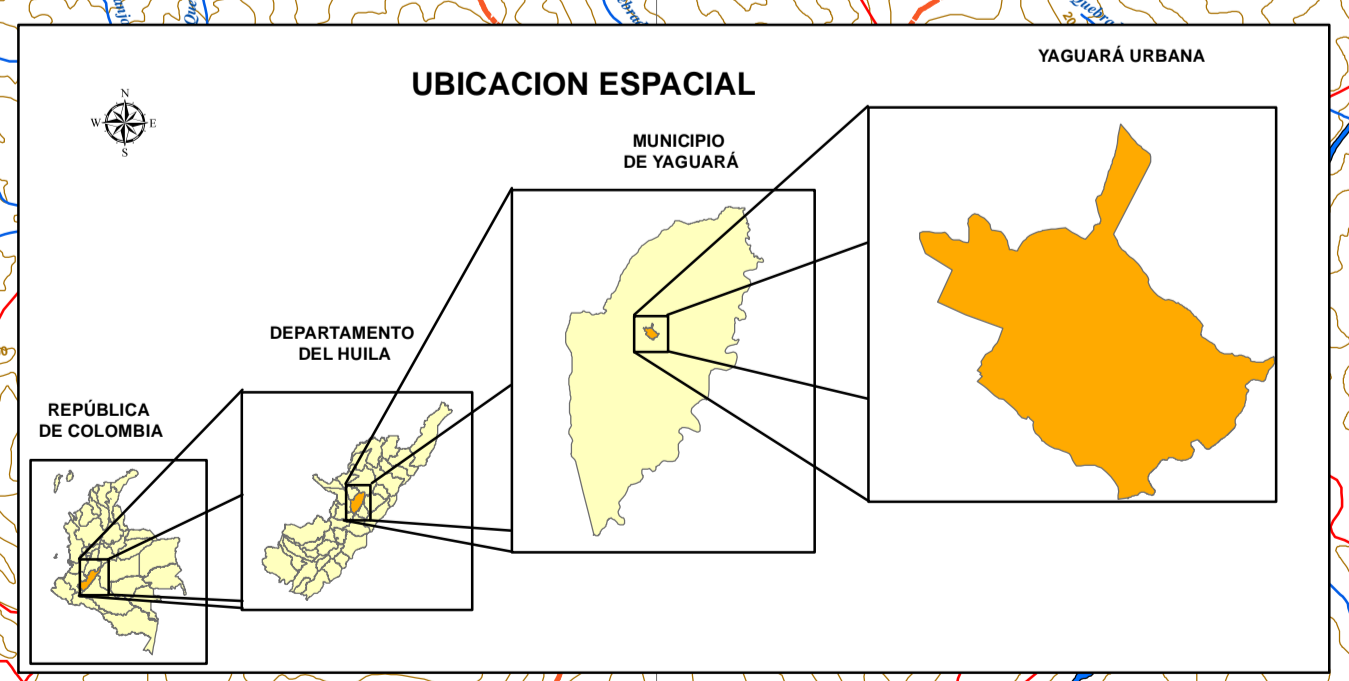 YAGUARÁ URBANA
UBICACION ESPACIAL
N
W
E
S
MUNICIPIO
DE YAGUARÁ
DEPARTAMENTO
DEL HUILA
REPÚBLICA
DE COLOMBIA